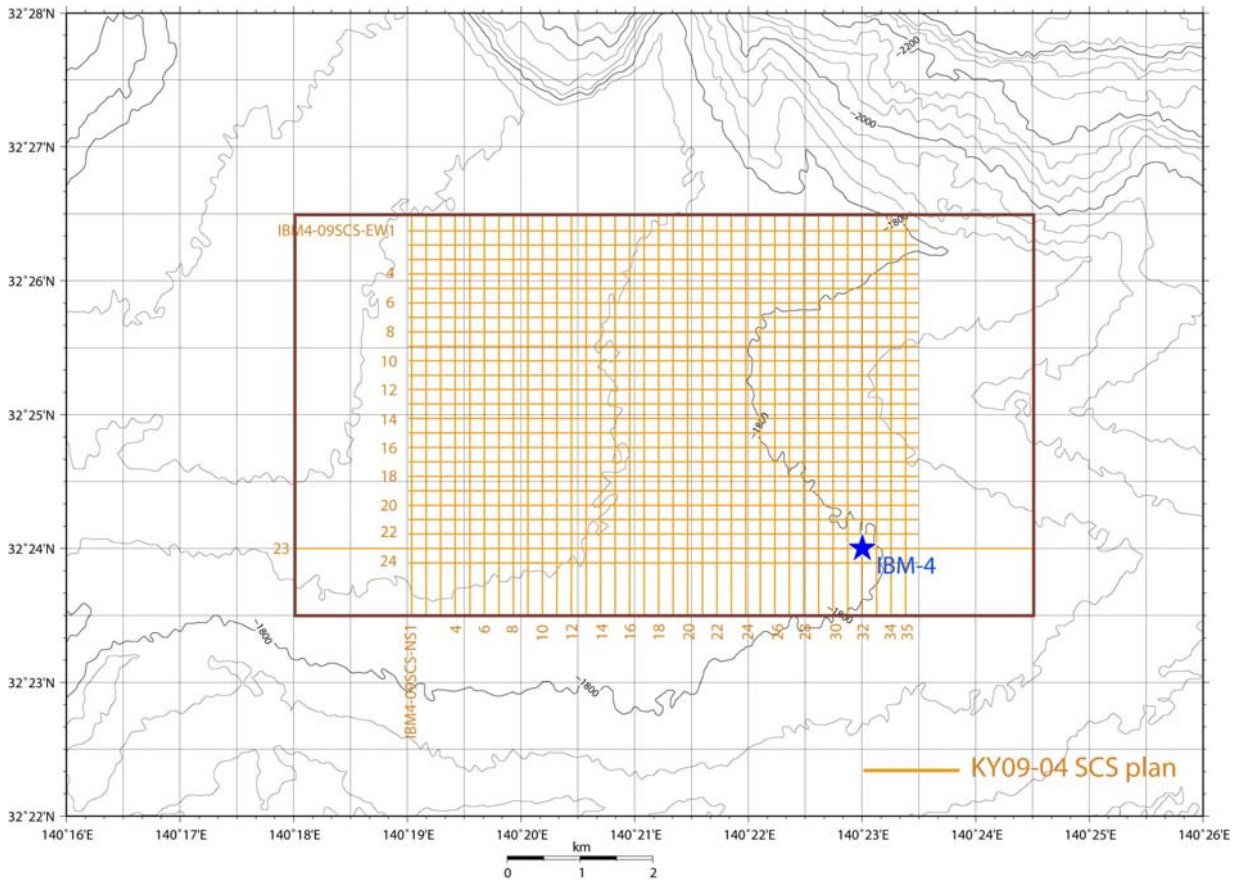 32°28'N
-2200
-2000
32°27'N
-1800
IBM4-09SCS-EW1
32°26'N
4
6
8
10
12
32°25'N
14
-1800
16
18
20
22
23
32°24'N
24
IBM-4
-1800
IBM4-09SCS-NS1
4
6
8
10
12
14
16
18
20
22
24
26
28
30
32
34
35
-1800
32°23'N
-1800
KY09-04 SCS plan
32°22'N
140°16'E
140°17'E
140°18'E
140°19'E
140°20'E
140°21'E
140°22'E
140°23'E
140°24'E
140°25'E
140°26'E
km
0
1
2